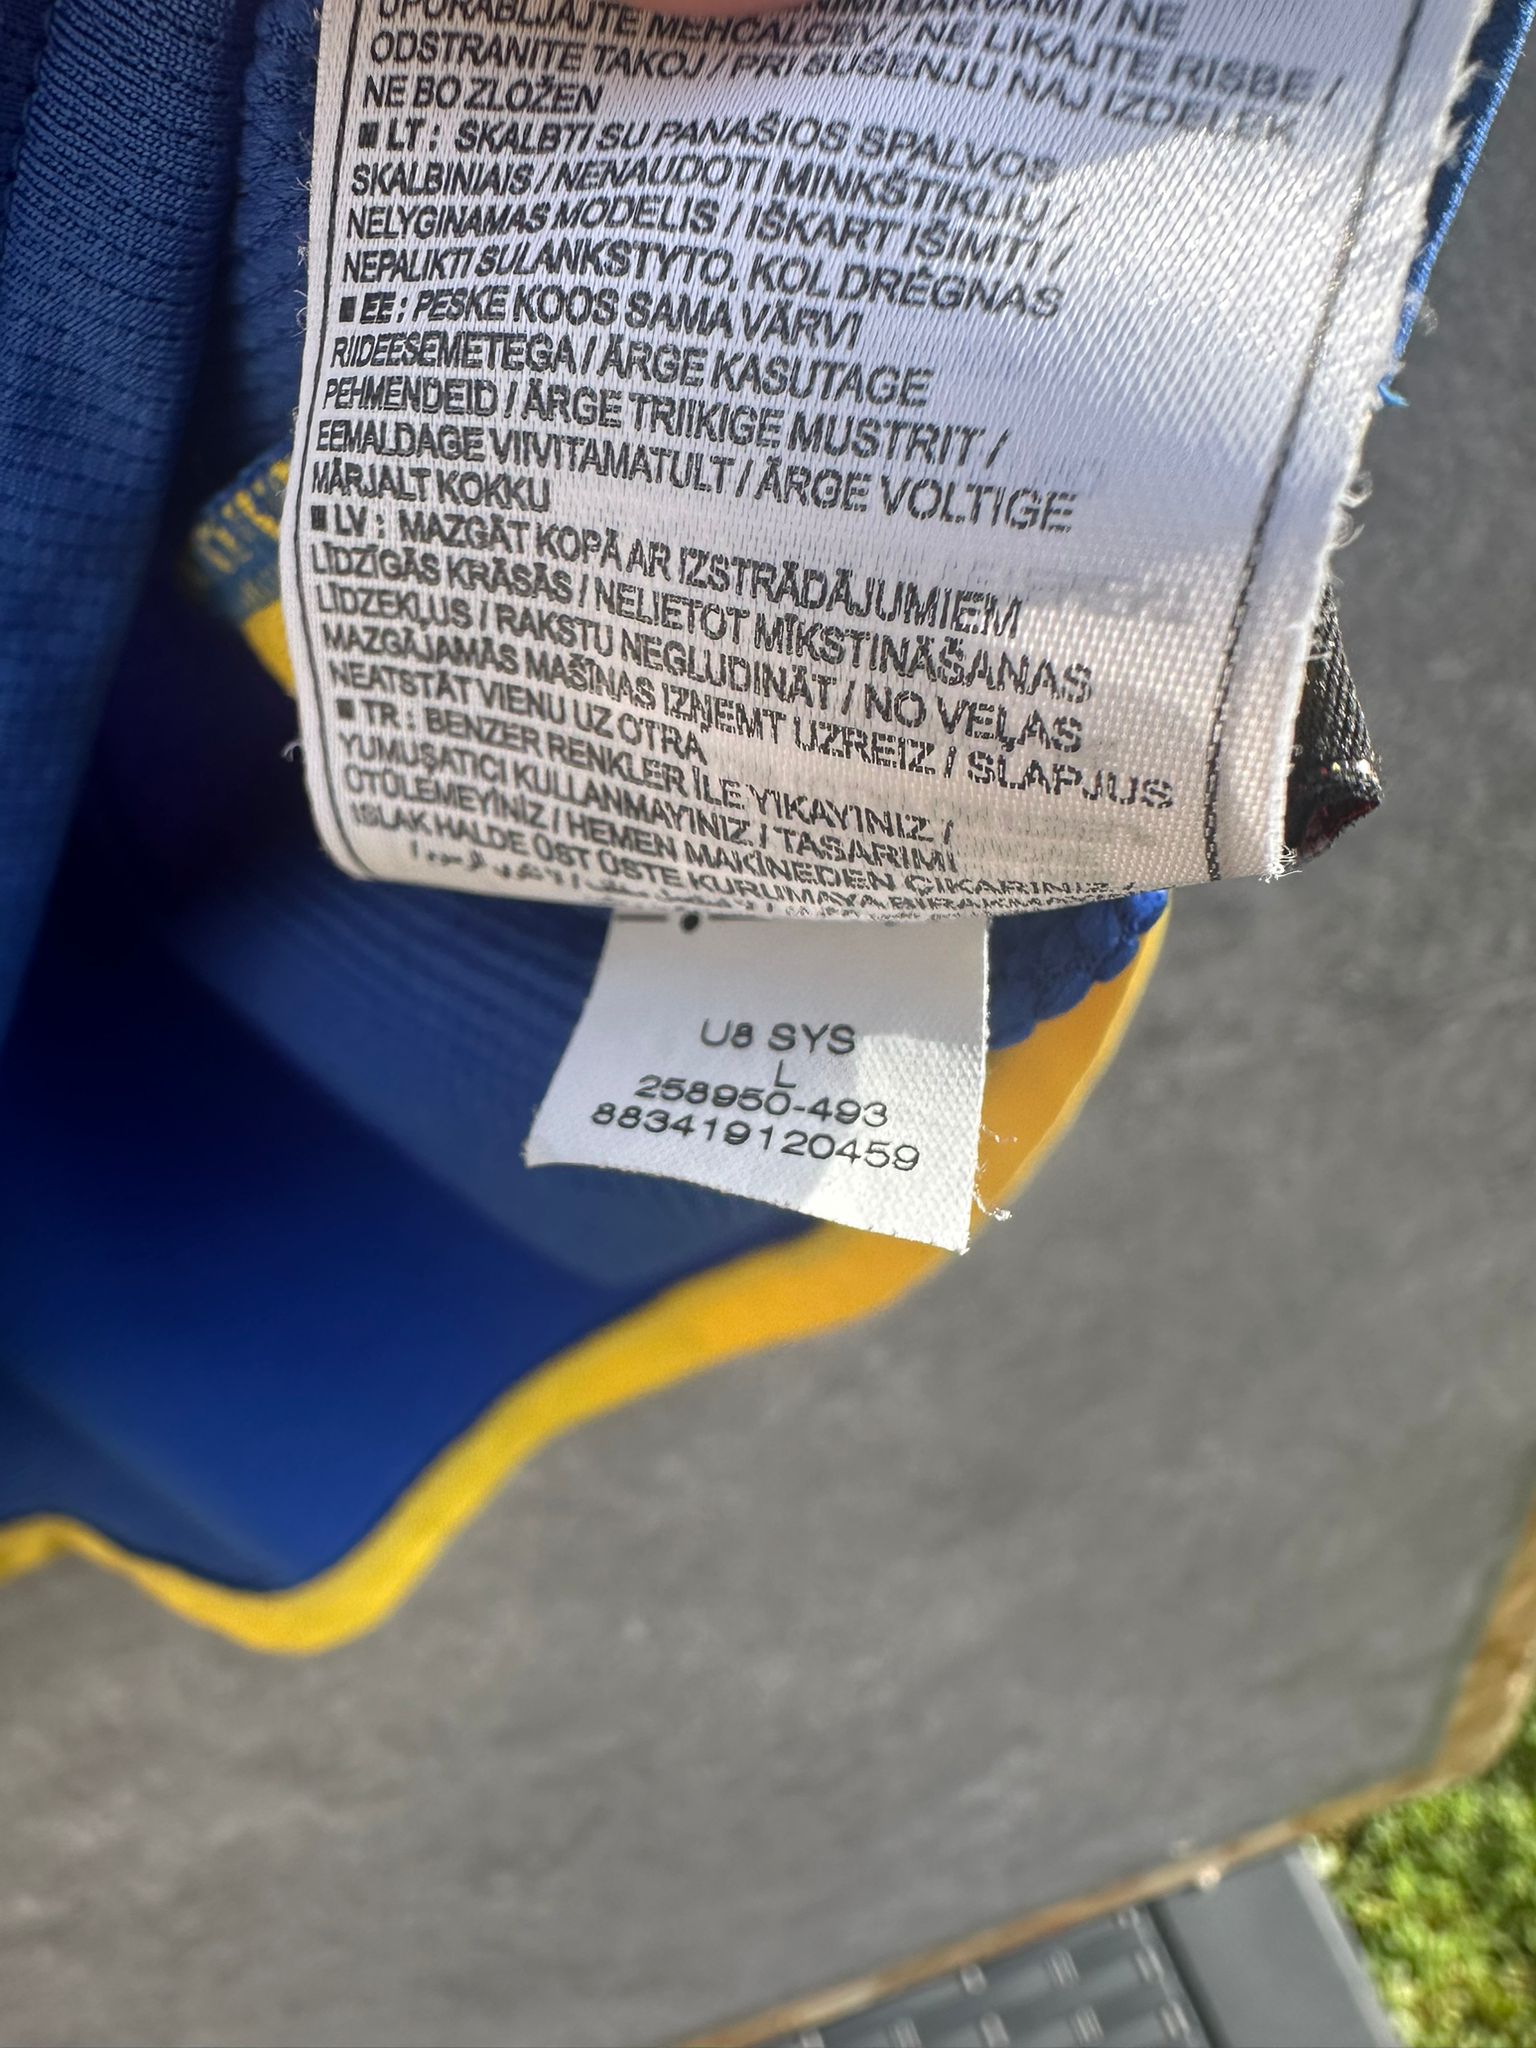 UPORABLJAJTE MEHČALCEV / NE LIKAJTE RISBE /
ODSTRANITE TAKOJ / PRI SUŠENJU NAJ IZDELEK
NE BO ZLOŽEN
■ LT : SKALBTI SU PANAŠIOS SPALVOS
SKALBINIAIS / NENAUDOTI MINKŠTIKLIŲ /
NELYGINAMAS MODELIS / IŠKART IŠIMTI /
NEPALIKTI SULANKSTYTO, KOL DRĖGNAS
■ EE : PESKE KOOS SAMA VÄRVI
RIIDEESEMETEGA / ÄRGE KASUTAGE
PEHMENDEID / ÄRGE TRIIKIGE MUSTRIT /
EEMALDAGE VIIVITAMATULT / ÄRGE VOLTIGE
MÄRJALT KOKKU
■ LV : MAZGĀT KOPĀ AR IZSTRĀDĀJUMIEM
LĪDZĪGĀS KRĀSĀS / NELIETOT MĪKSTINĀŠANAS
LĪDZEKĻUS / RAKSTU NEGLUDINĀT / NO VEĻAS
MAZGĀJAMĀS MAŠĪNAS IZŅEMT UZREIZ / SLAPJUS
NEATSTĀT VIENU UZ OTRA
■ TR : BENZER RENKLER İLE YIKAYINIZ /
YUMUŞATICI KULLANMAYINIZ / TASARIMI
ÜTÜLEMEYİNİZ / HEMEN MAKİNEDEN ÇIKARINIZ /
ISLAK HALDE ÜST ÜSTE KURUMAYA
U8 SYS
L
258950-493
883419120459